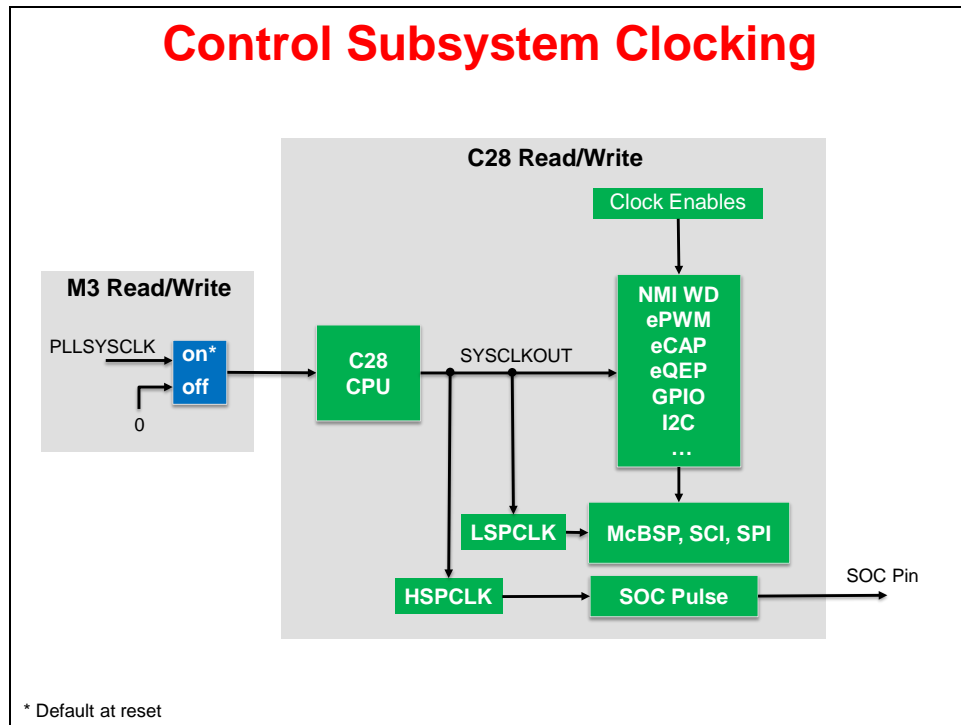 Control Subsystem Clocking
C28 Read/Write
Clock Enables
M3 Read/Write
NMI WD
ePWM
eCAP
eQEP
GPIO
I2C
…
PLLSYSCLK
on*
off
0
C28
CPU
SYSCLKOUT
LSPCLK
McBSP, SCI, SPI
HSPCLK
SOC Pulse
SOC Pin
* Default at reset